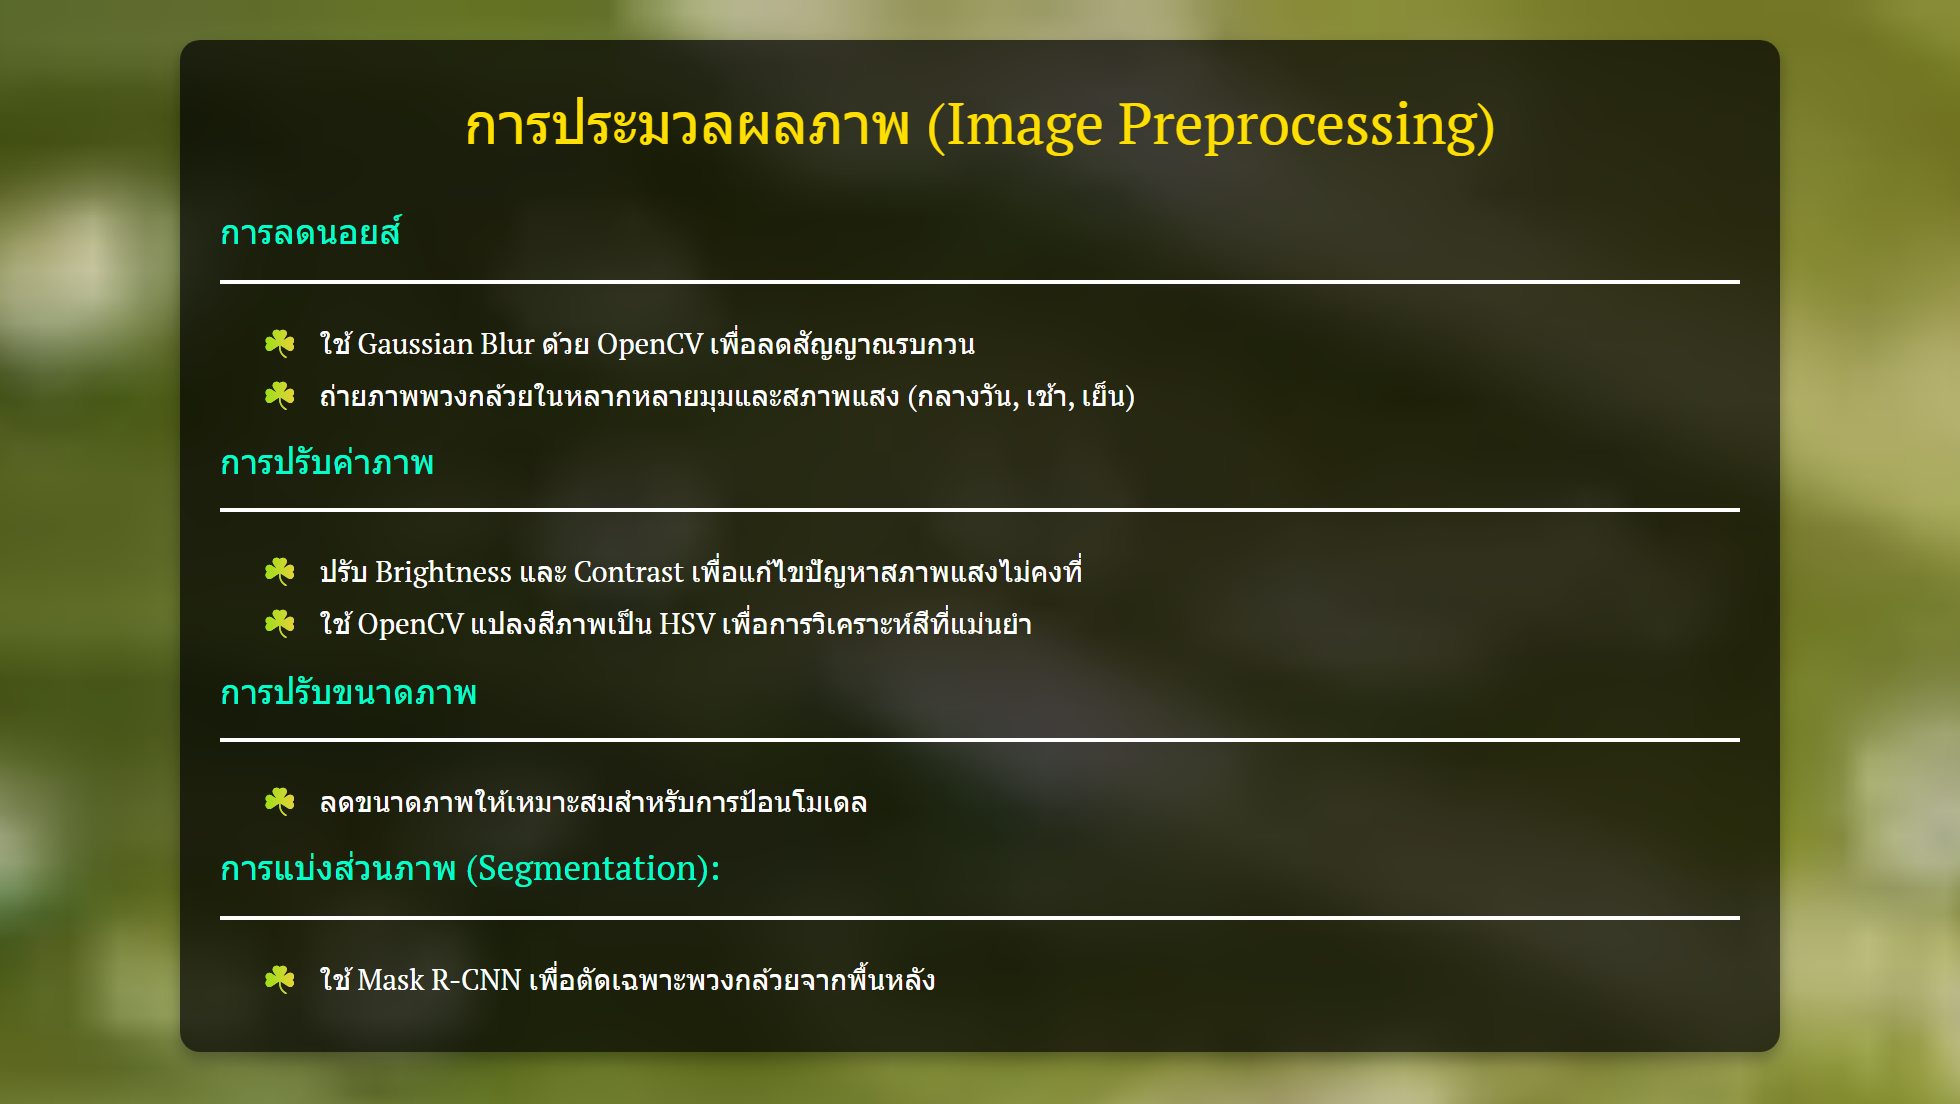 การประมวลผลภาพ (Image Preprocessing)
การลดนอยส์
ใช้ Gaussian Blur ด้วย OpenCV เพื่อลดสัญญาณรบกวน
ถ่ายภาพพวงกล้วยในหลากหลายมุมและสภาพแสง (กลางวัน, เช้า, เย็น)
การปรับค่าภาพ
ปรับ Brightness และ Contrast เพื่อแก้ไขปัญหาสภาพแสงไม่คงที่
ใช้ OpenCV แปลงสีภาพเป็น HSV เพื่อการวิเคราะห์สีที่แม่นยำ
การปรับขนาดภาพ
ลดขนาดภาพให้เหมาะสมสำหรับการป้อนโมเดล
การแบ่งส่วนภาพ (Segmentation):
ใช้ Mask R-CNN เพื่อตัดเฉพาะพวงกล้วยจากพื้นหลัง